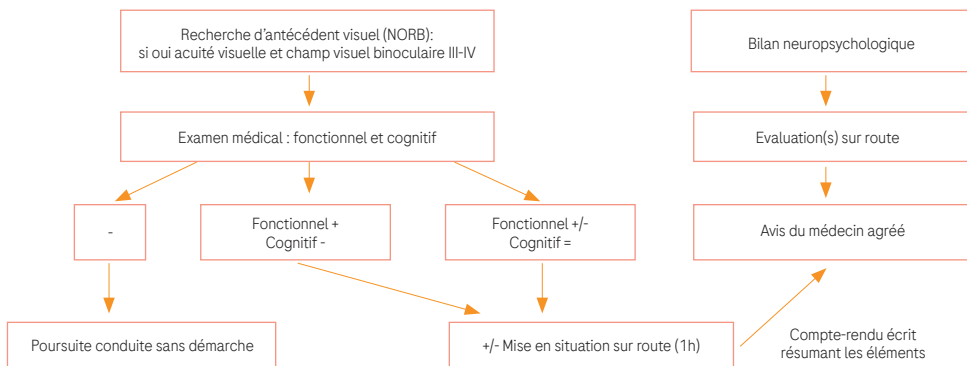 Recherche d'antécédent visuel (NORB):
si oui acuité visuelle et champ visuel binoculaire III-IV
Bilan neuropsychologique
Examen médical : fonctionnel et cognitif
Evaluation(s) sur route
-
Fonctionnel +
Cognitif -
Fonctionnel +/-
Cognitif =
Avis du médecin agréé
Poursuite conduite sans démarche
+/- Mise en situation sur route (1h)
Compte-rendu écrit
résumant les éléments